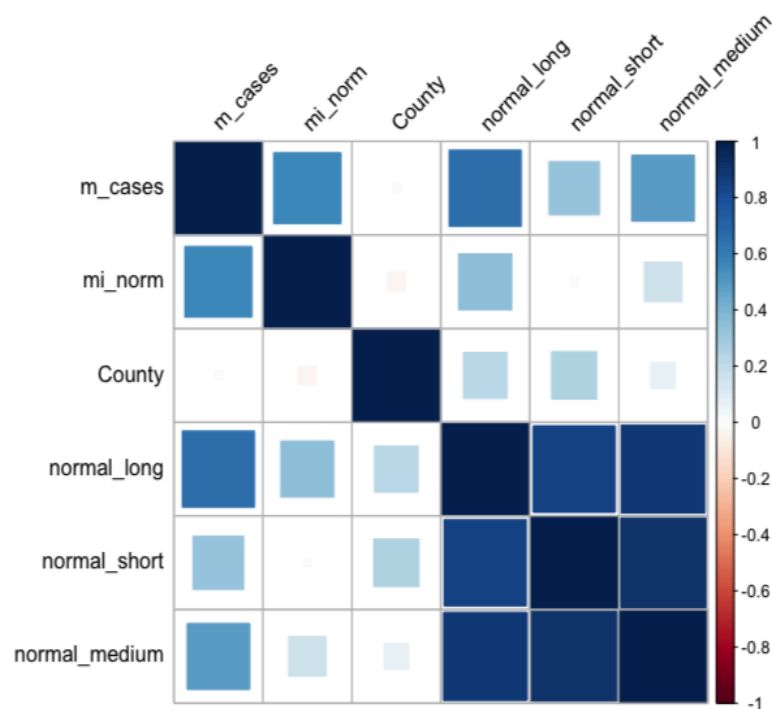 m_cases
mi_norm
County
normal_long
normal_short
normal_medium
m_cases
mi_norm
County
normal_long
normal_short
normal_medium
1
0.8
0.6
0.4
0.2
0
-0.2
-0.4
-0.6
-0.8
-1